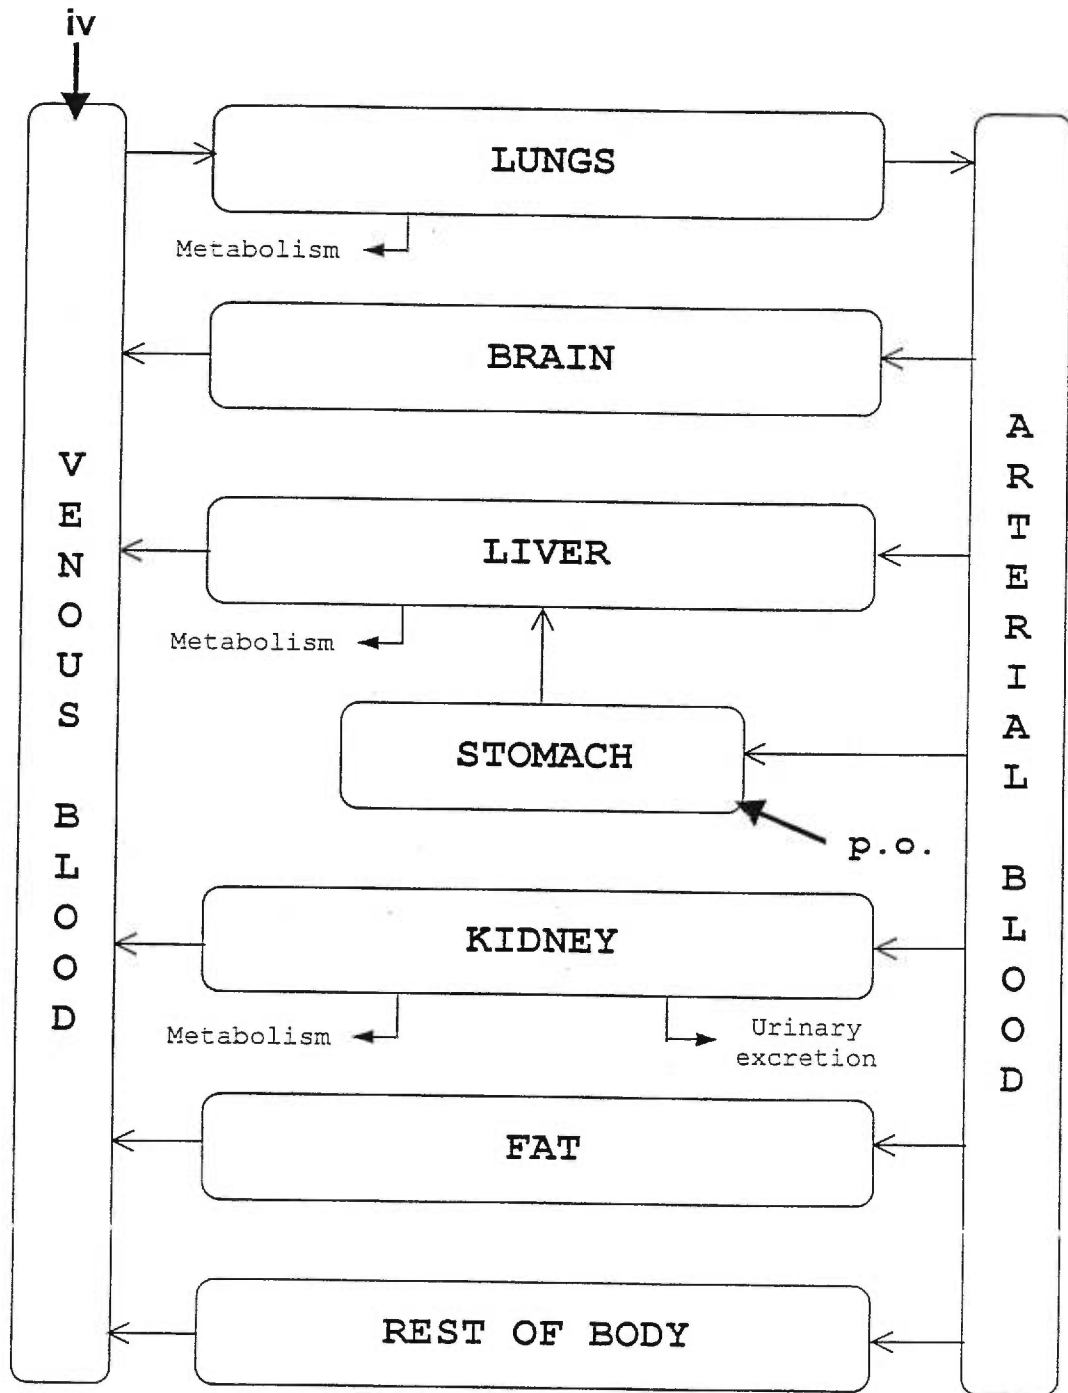 iv
LUNGS
Metabolism
BRAIN
VENOUS BLOOD
ARTERIAL BLOOD
LIVER
Metabolism
STOMACH
p.o.
KIDNEY
Metabolism
Urinary
excretion
FAT
REST OF BODY